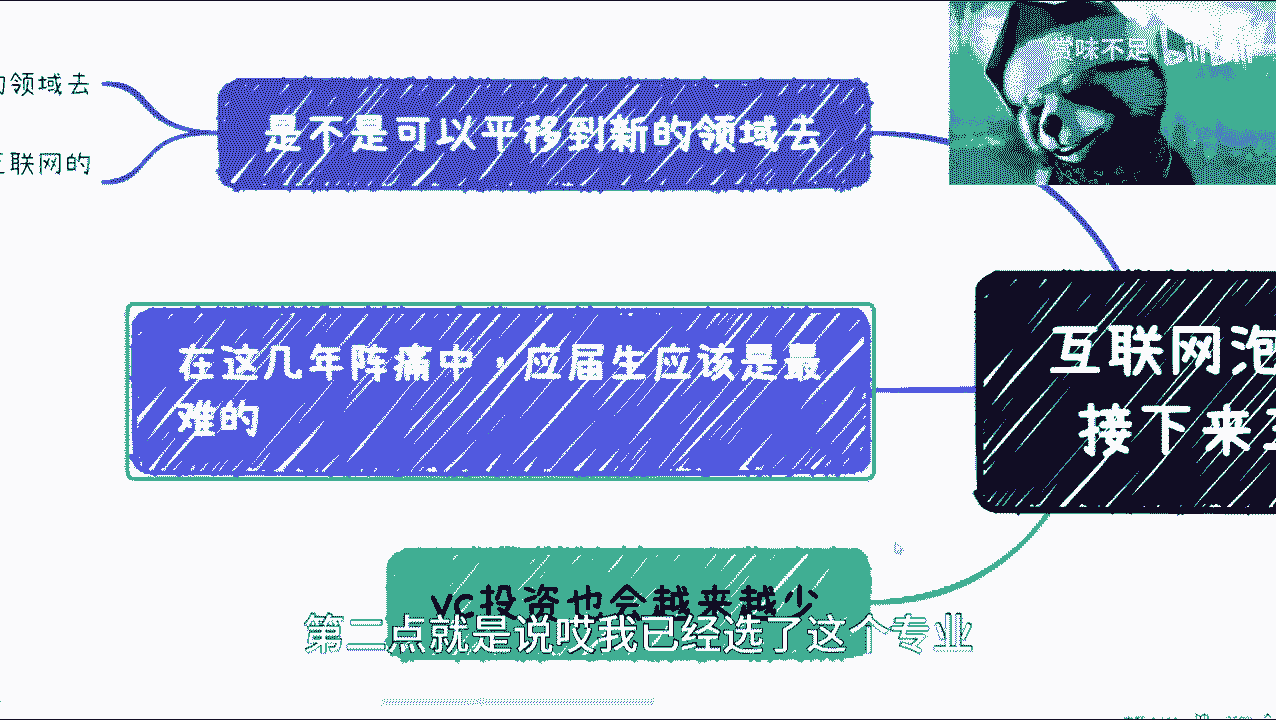 的领域去
是不是可以平移到新的领域去
赏味不足
互联网的
在这几年阵痛中，应届生应该是最
难的
互联网泡
接下来互
vc投资也会越来越少
第二点就是说哎我已经选了这个专业